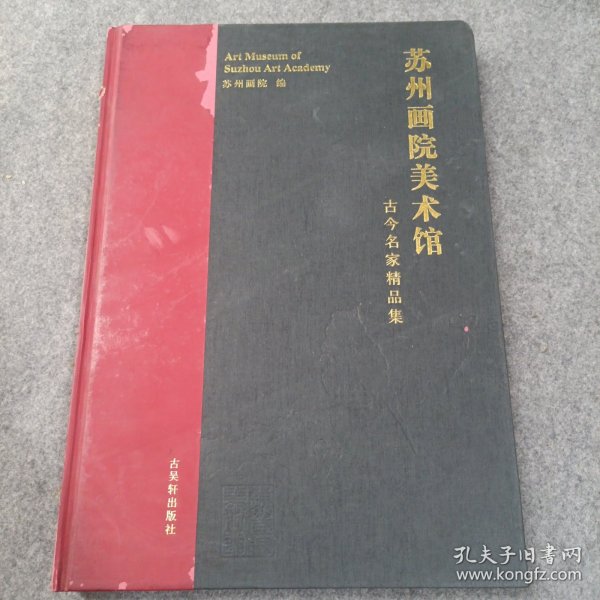 Art Museum of
Suzhou Art Academy
苏州画院 编
苏州画院美术馆
古今名家精品集
古吴轩出版社
孔夫子旧书网
www.kongfz.com